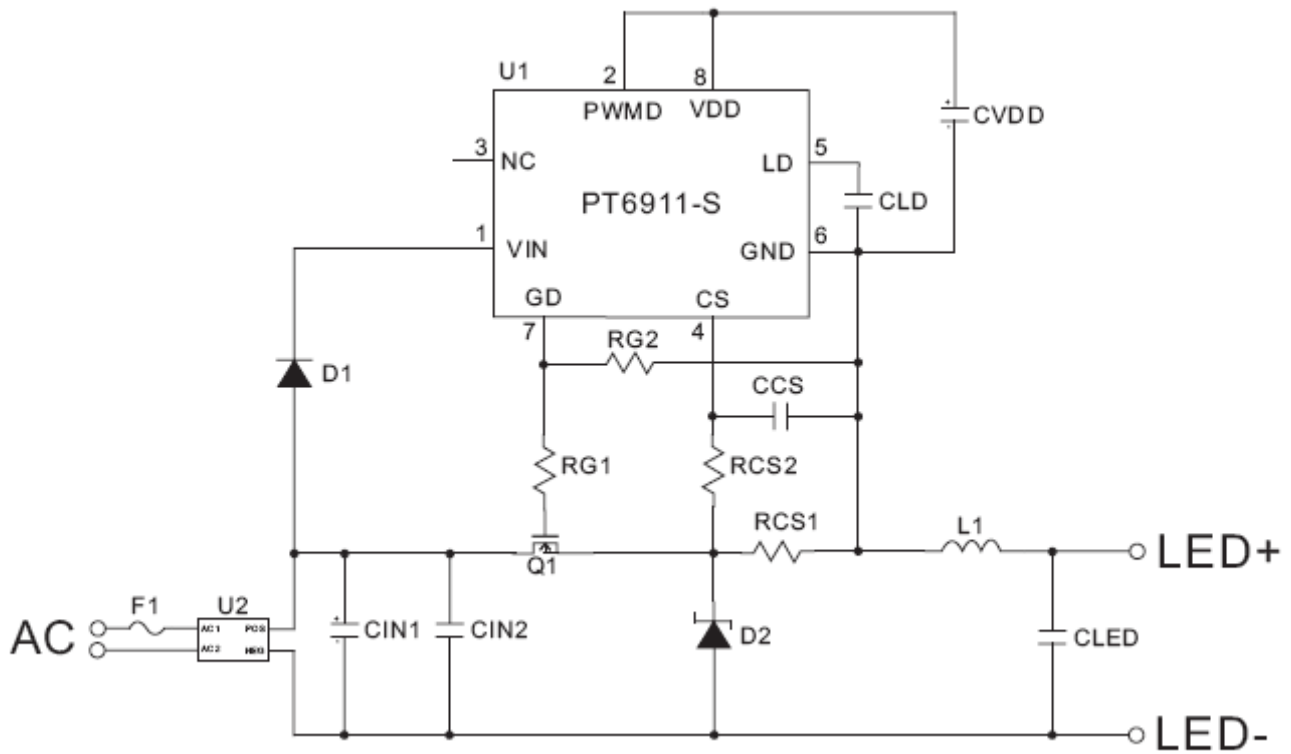 U1
2
8
PWMD
VDD
CVDD
+
-
3
NC
5
LD
PT6911-S
CLD
1
VIN
6
GND
GD
CS
7
4
RG2
D1
CCS
RG1
RCS2
RCS1
L1
Q1
LED+
F1
U2
AC
AC1
POS
AC2
NEG
+
-
CIN1
CIN2
D2
CLED
LED-